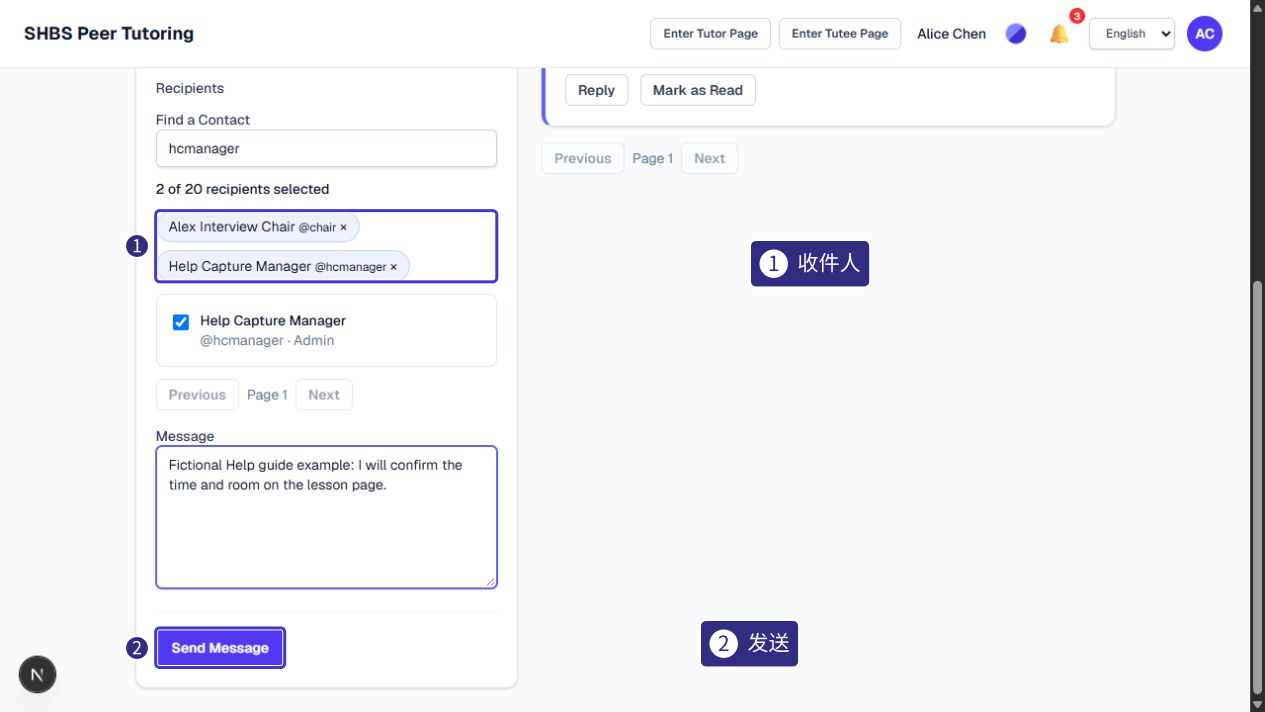 SHBS Peer Tutoring
Enter Tutor Page
Enter Tutee Page
Alice Chen
3
English
AC
Recipients
Find a Contact
hcmanager
2 of 20 recipients selected
1
Alex Interview Chair @chair ×
Help Capture Manager @hcmanager ×
Help Capture Manager
@hcmanager · Admin
Previous
Page 1
Next
Message
Fictional Help guide example: I will confirm the
time and room on the lesson page.
2
Send Message
N
Reply
Mark as Read
Previous
Page 1
Next
1 收件人
2 发送